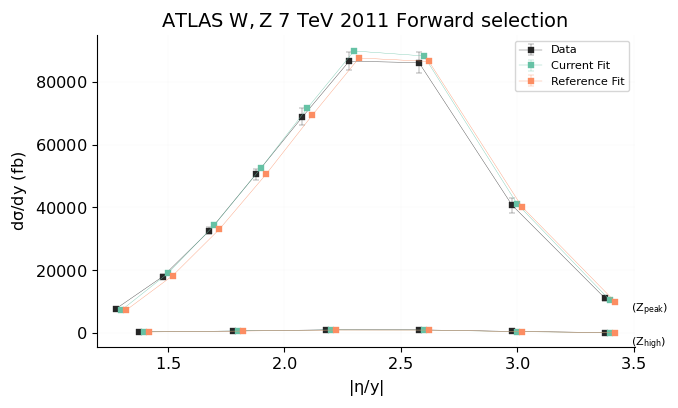 ATLAS W, Z 7 TeV 2011 Forward selection
Data
Current Fit
Reference Fit
dσ/dy (fb)
80000
60000
40000
20000
0
(Z_peak)
(Z_high)
1.5 2.0 2.5 3.0 3.5
|η/y|